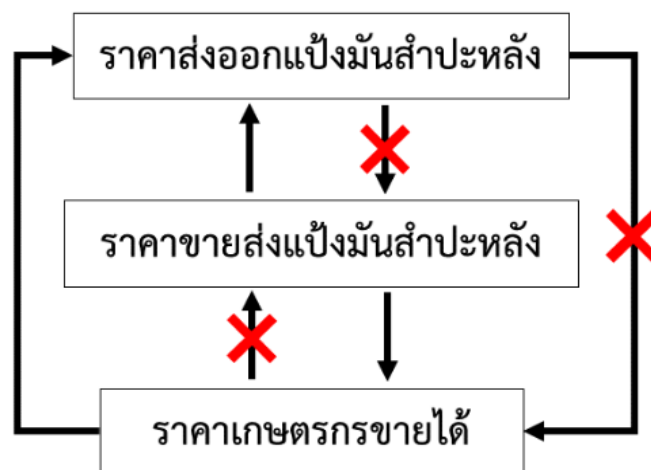 ราคาส่งออกแป้งมันสำปะหลัง
ราคาขายส่งแป้งมันสำปะหลัง
ราคาเกษตรกรขายได้